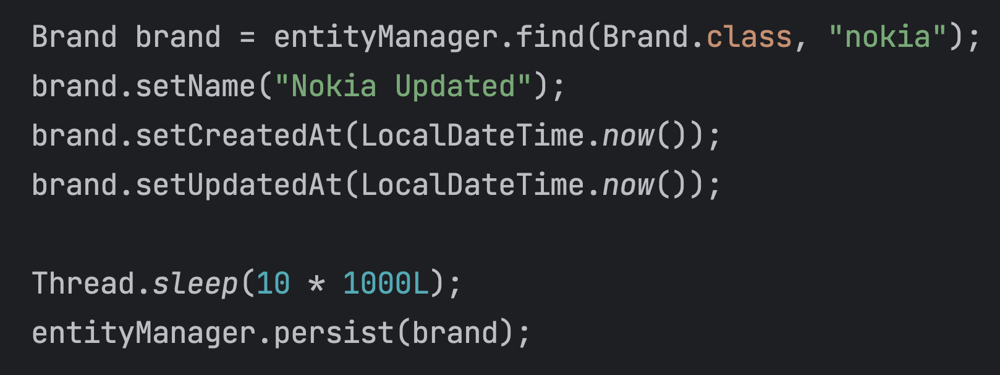 Brand brand = entityManager.find(Brand.class, "nokia");
brand.setName("Nokia Updated");
brand.setCreatedAt(LocalDateTime.now());
brand.setUpdatedAt(LocalDateTime.now());
Thread.sleep(10 * 1000L);
entityManager.persist(brand);